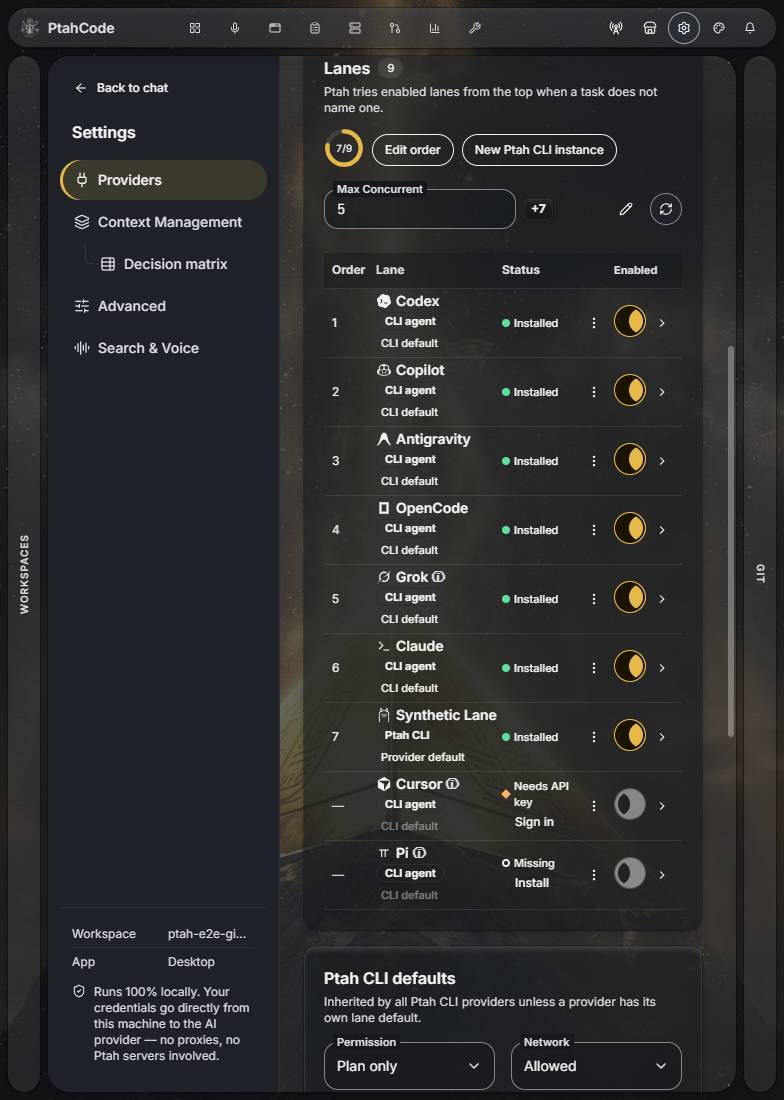 PtahCode
WORKSPACES
Back to chat
Settings
Providers
Context Management
Decision matrix
Advanced
Search & Voice
Workspace ptah-e2e-gi...
App Desktop
Runs 100% locally. Your
credentials go directly from
this machine to the AI
provider — no proxies, no
Ptah servers involved.
Lanes 9
Ptah tries enabled lanes from the top when a task does not
name one.
7/9 Edit order New Ptah CLI instance
Max Concurrent
5 +7
Order Lane Status Enabled
Codex
1 CLI agent Installed
CLI default
Copilot
2 CLI agent Installed
CLI default
Antigravity
3 CLI agent Installed
CLI default
OpenCode
4 CLI agent Installed
CLI default
Grok
5 CLI agent Installed
CLI default
Claude
6 CLI agent Installed
CLI default
Synthetic Lane
7 Ptah CLI Installed
Provider default
Cursor
— CLI agent Needs API
key
CLI default Sign in
Pi
— CLI agent Missing
CLI default Install
Ptah CLI defaults
Inherited by all Ptah CLI providers unless a provider has its
own lane default.
Permission Network
Plan only Allowed
GIT